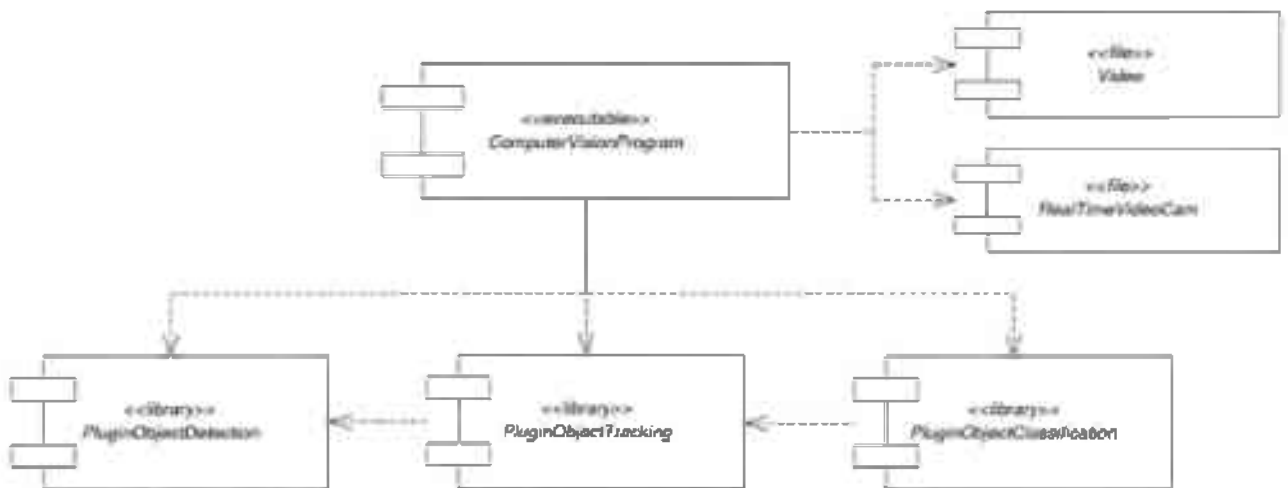 <<file>>
Video
<<executable>>
ComputerVisionProgram
<<file>>
RealTimeVideoCam
<<library>>
PluginObjectDetection
<<library>>
PluginObjectTracking
<<library>>
PluginObjectClassification